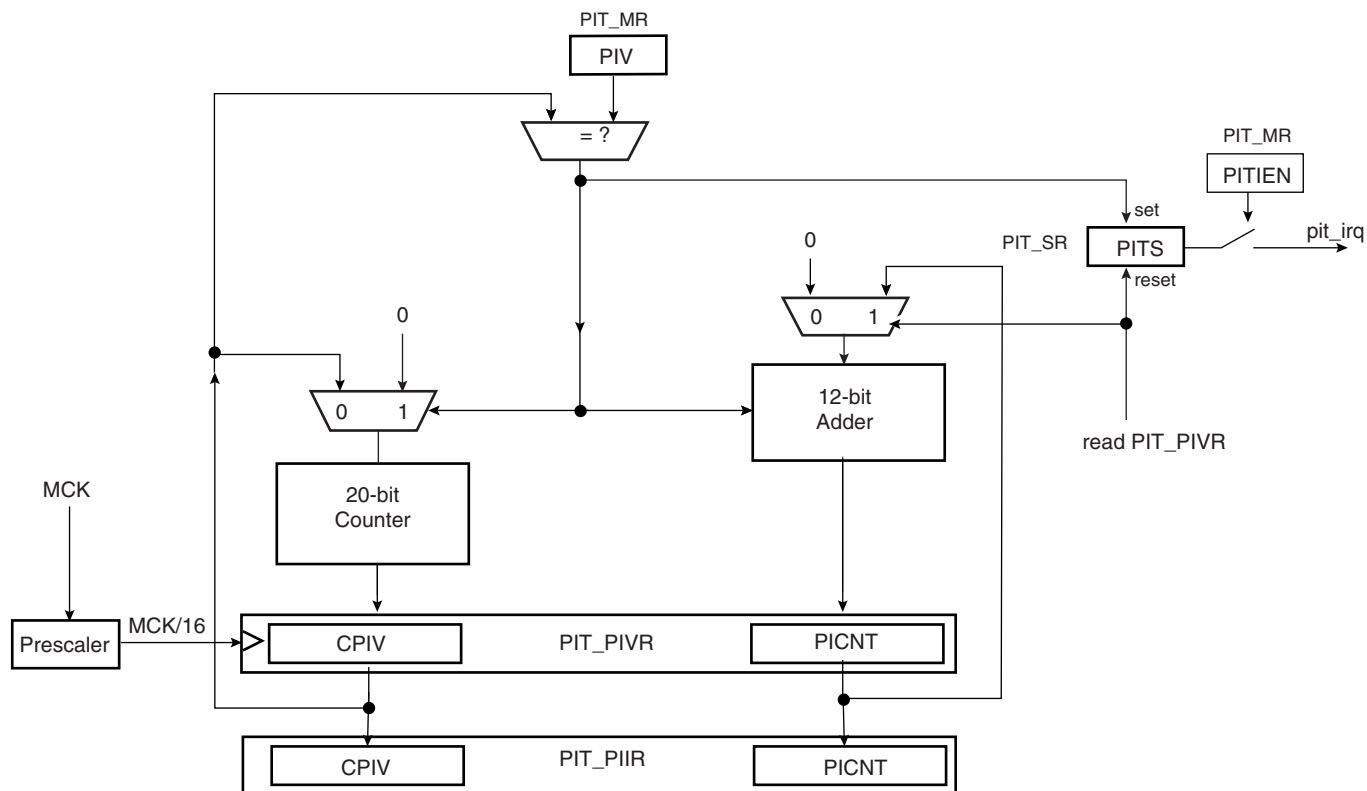 PIT_MR
PIV
= ?
PIT_MR
PITIEN
set
PIT_SR
PITS
pit_irq
reset
0
0 1
0
0 1
12-bit
Adder
read PIT_PIVR
20-bit
Counter
MCK
Prescaler
MCK/16
CPIV
PIT_PIVR
PICNT
CPIV
PIT_PIIR
PICNT